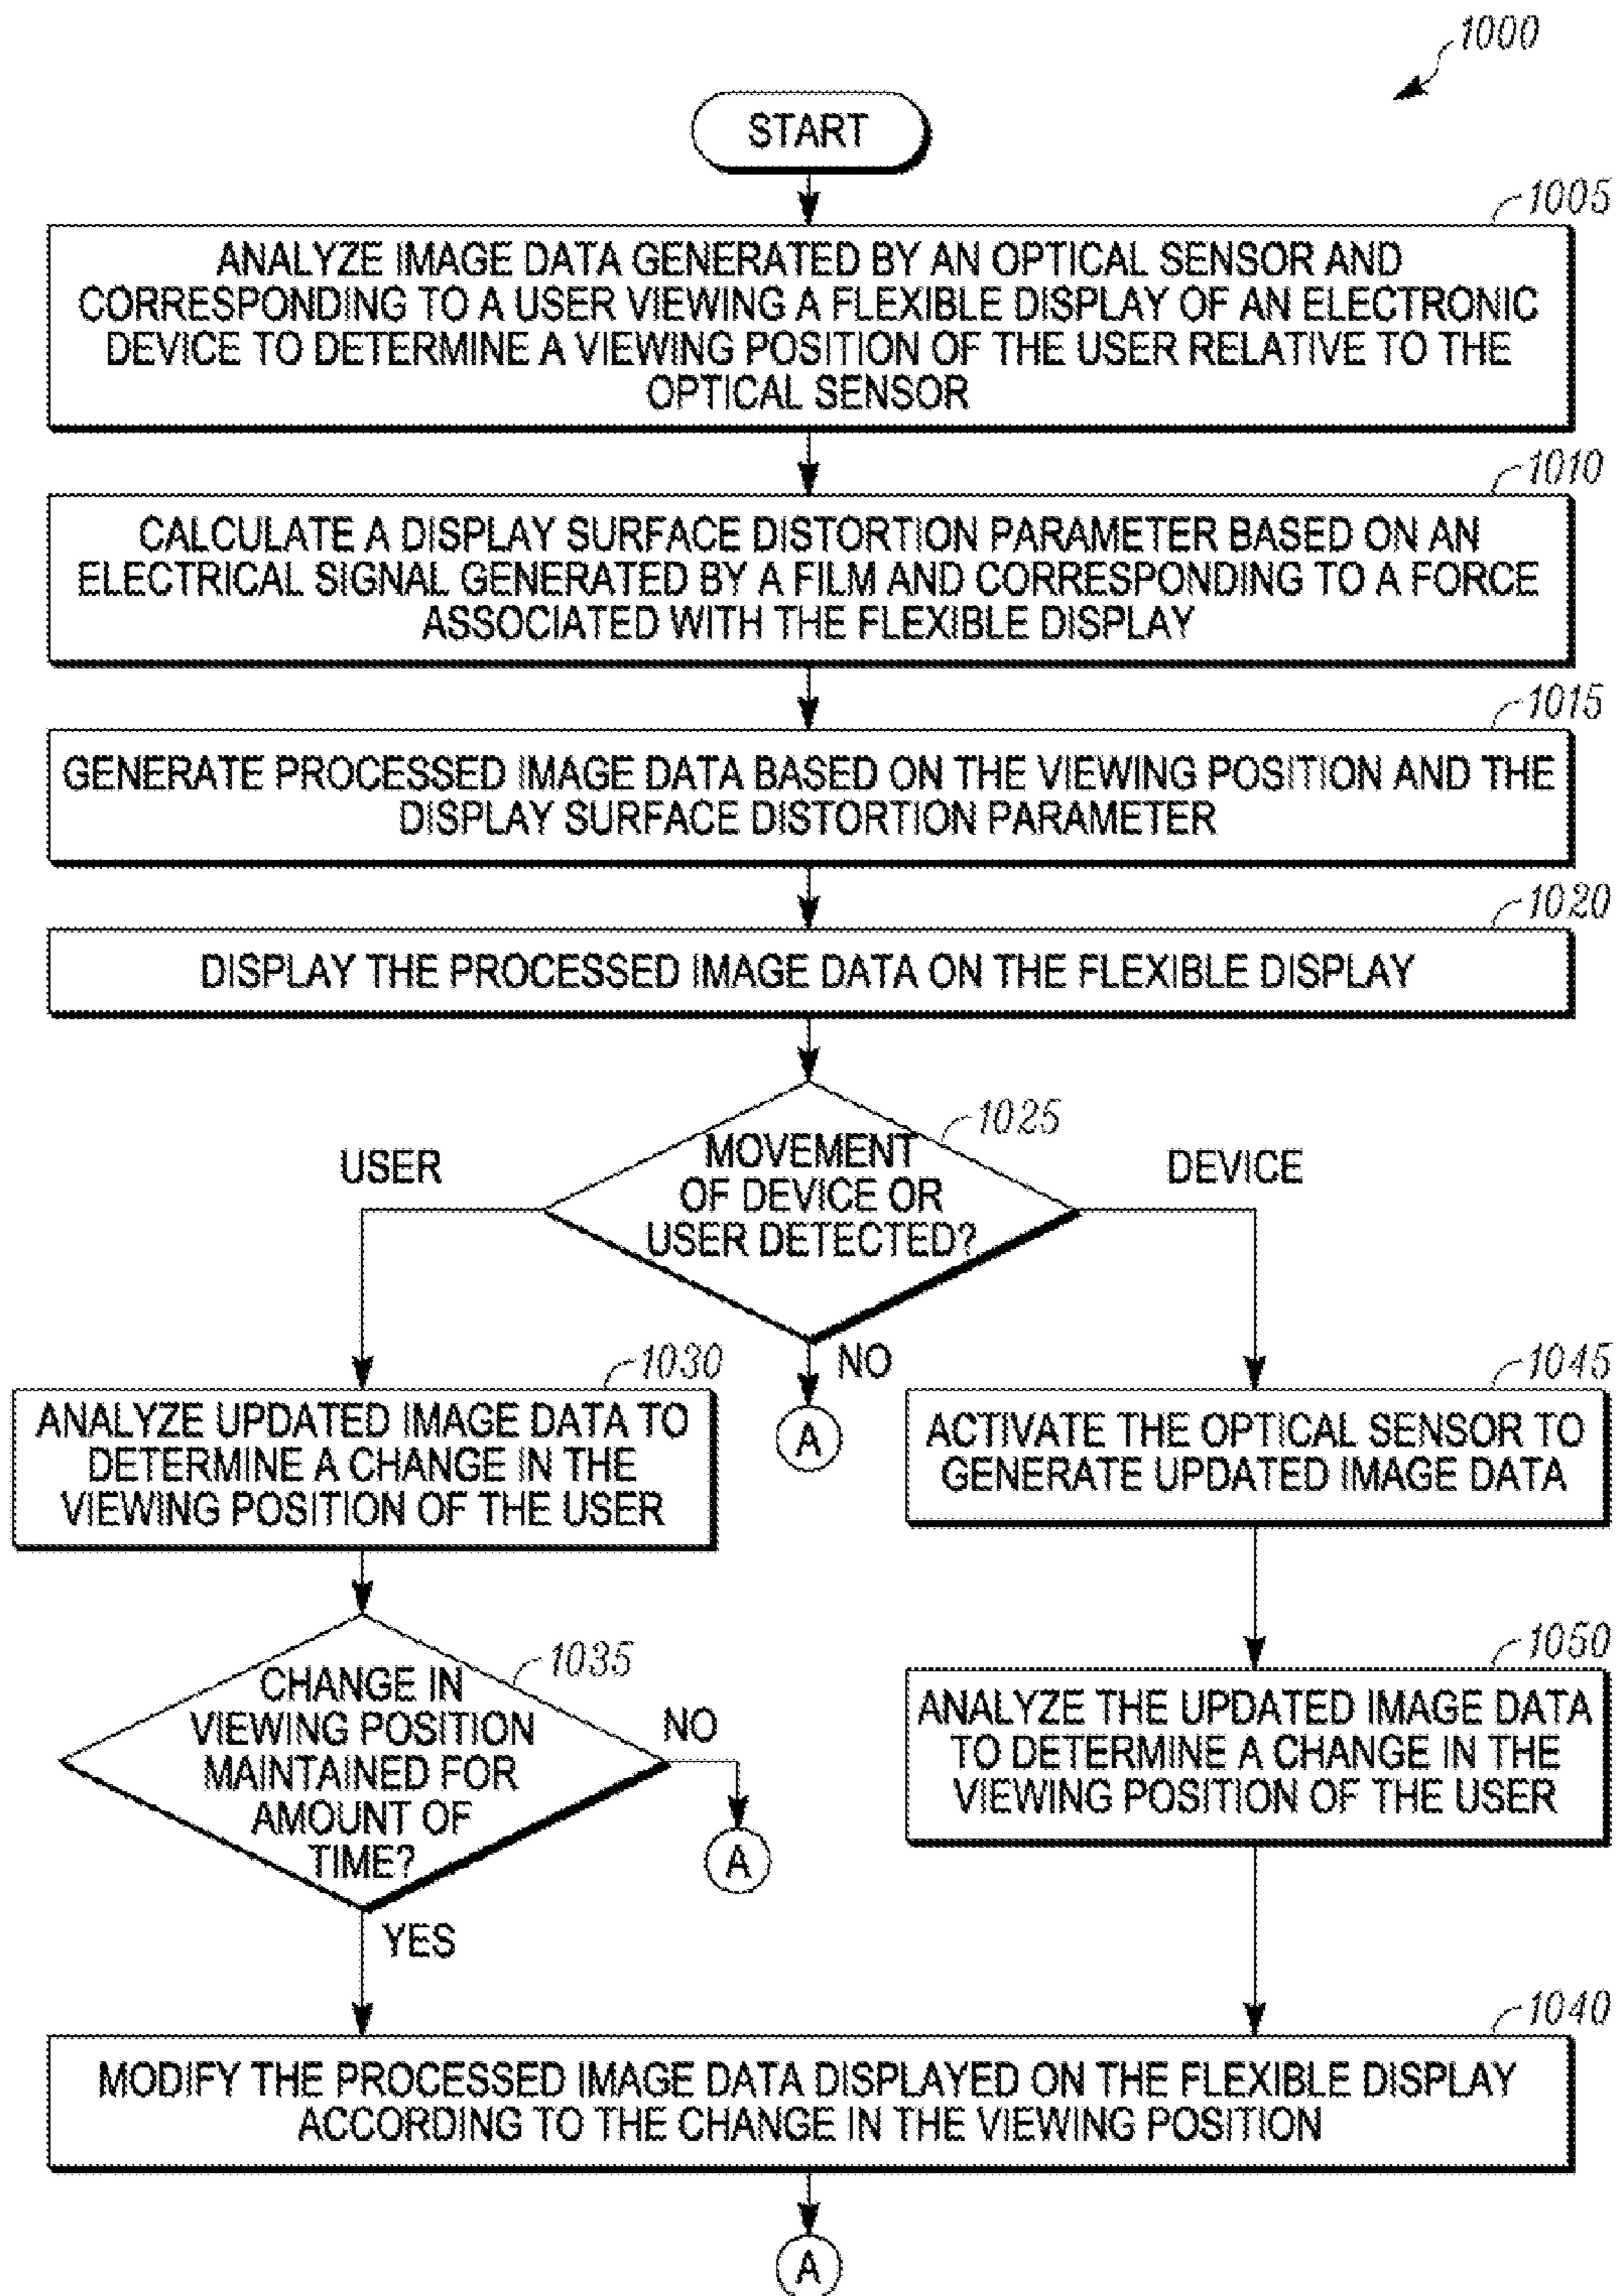 1000
START
1005
ANALYZE IMAGE DATA GENERATED BY AN OPTICAL SENSOR AND
CORRESPONDING TO A USER VIEWING A FLEXIBLE DISPLAY OF AN ELECTRONIC
DEVICE TO DETERMINE A VIEWING POSITION OF THE USER RELATIVE TO THE
OPTICAL SENSOR
1010
CALCULATE A DISPLAY SURFACE DISTORTION PARAMETER BASED ON AN
ELECTRICAL SIGNAL GENERATED BY A FILM AND CORRESPONDING TO A FORCE
ASSOCIATED WITH THE FLEXIBLE DISPLAY
1015
GENERATE PROCESSED IMAGE DATA BASED ON THE VIEWING POSITION AND THE
DISPLAY SURFACE DISTORTION PARAMETER
1020
DISPLAY THE PROCESSED IMAGE DATA ON THE FLEXIBLE DISPLAY
1025
MOVEMENT
OF DEVICE OR
USER DETECTED?
USER
DEVICE
NO
A
1030
ANALYZE UPDATED IMAGE DATA TO
DETERMINE A CHANGE IN THE
VIEWING POSITION OF THE USER
1045
ACTIVATE THE OPTICAL SENSOR TO
GENERATE UPDATED IMAGE DATA
1035
CHANGE IN
VIEWING POSITION
MAINTAINED FOR
AMOUNT OF
TIME?
NO
A
YES
1050
ANALYZE THE UPDATED IMAGE DATA
TO DETERMINE A CHANGE IN THE
VIEWING POSITION OF THE USER
1040
MODIFY THE PROCESSED IMAGE DATA DISPLAYED ON THE FLEXIBLE DISPLAY
ACCORDING TO THE CHANGE IN THE VIEWING POSITION
A